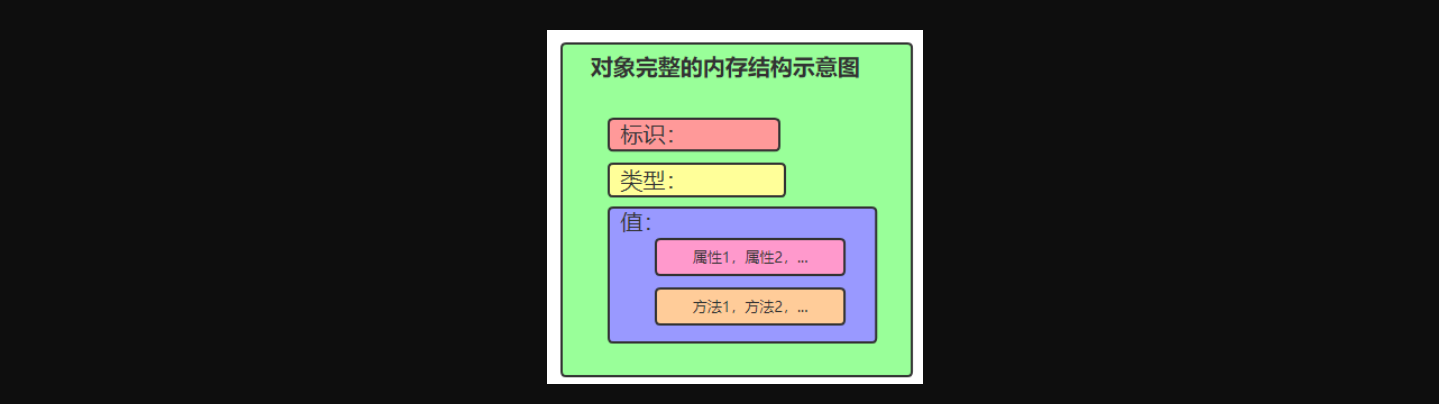 对象完整的内存结构示意图
标识：
类型：
值：
属性1，属性2，...
方法1，方法2，...